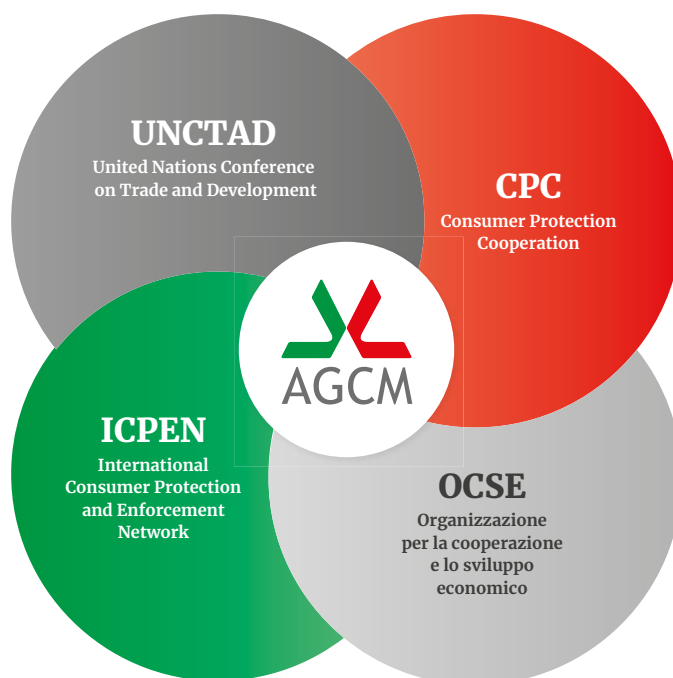 UNCTAD
United Nations Conference
on Trade and Development
CPC
Consumer Protection
Cooperation
AGCM
ICPEN
International
Consumer Protection
and Enforcement
Network
OCSE
Organizzazione
per la cooperazione
e lo sviluppo
economico